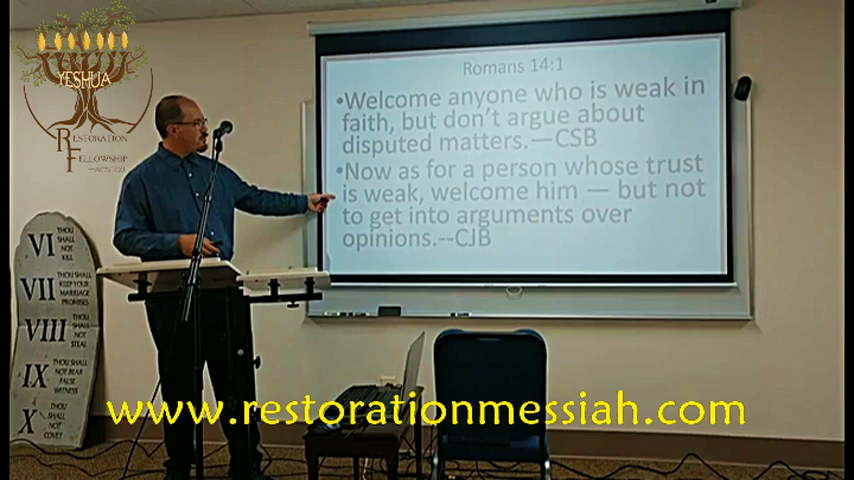 YESHUA
RESTORATION
FELLOWSHIP
R
F
Romans 14:1
•Welcome anyone who is weak in
faith, but don't argue about
disputed matters.—CSB
•Now as for a person whose trust
is weak, welcome him — but not
to get into arguments over
opinions.--CJB
VI THOU
SHALL
NOT
KILL
VII THOU SHALL
KEEP YOUR
MARRIAGE
PROMISES
VIII THOU
SHALL
NOT
STEAL
IX THOU SHALL
NOT BEAR
FALSE
WITNESS
X THOU
SHALL
NOT
COVET
www.restorationmessiah.com